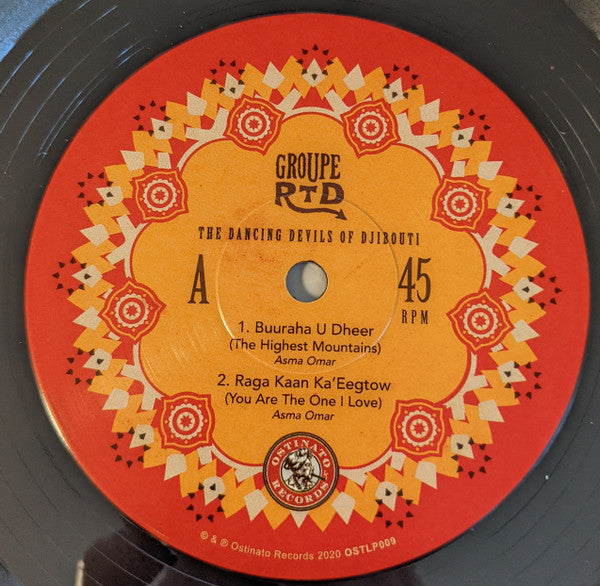 GROUPE
RTD
THE DANCING DEVILS OF DJIBOUTI
A
45
RPM
1. Buuraha U Dheer
(The Highest Mountains)
Asma Omar
2. Raga Kaan Ka'Eegtow
(You Are The One I Love)
Asma Omar
OSTINATO
RECORDS
© & ℗ Ostinato Records 2020 OSTLP009